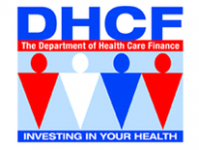 DHCF
The Department of Health Care Finance
INVESTING IN YOUR HEALTH